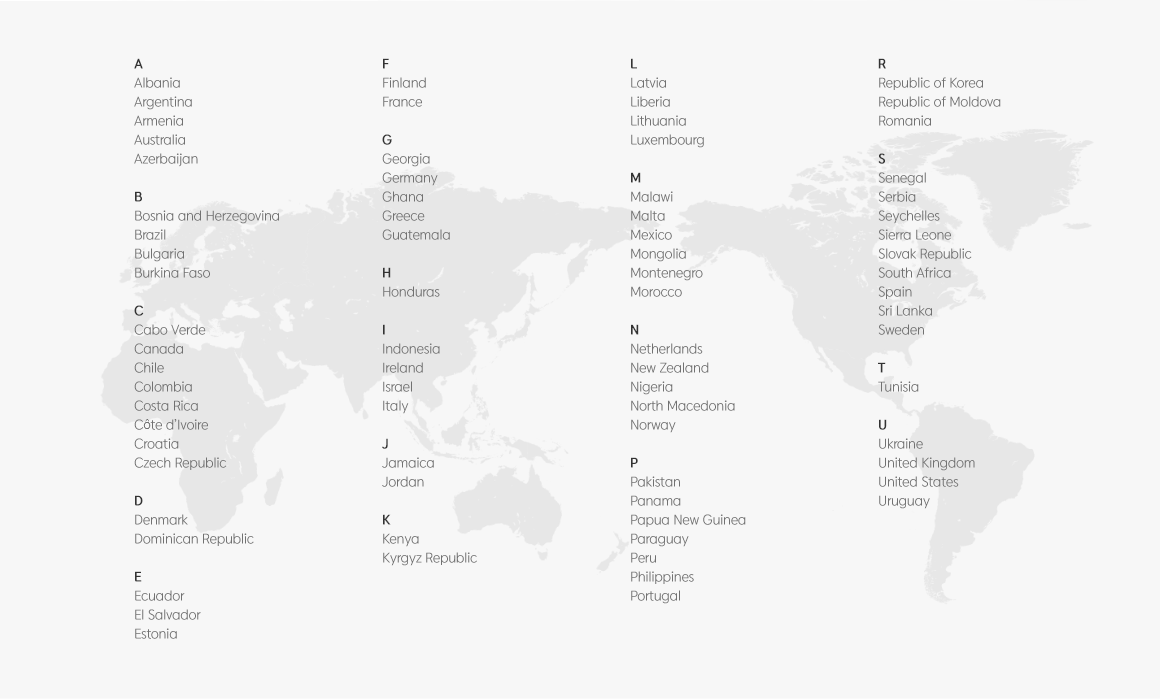 A
Albania
Argentina
Armenia
Australia
Azerbaijan
B
Bosnia and Herzegovina
Brazil
Bulgaria
Burkina Faso
C
Cabo Verde
Canada
Chile
Colombia
Costa Rica
Côte d'Ivoire
Croatia
Czech Republic
D
Denmark
Dominican Republic
E
Ecuador
El Salvador
Estonia
F
Finland
France
G
Georgia
Germany
Ghana
Greece
Guatemala
H
Honduras
I
Indonesia
Ireland
Israel
Italy
J
Jamaica
Jordan
K
Kenya
Kyrgyz Republic
L
Latvia
Liberia
Lithuania
Luxembourg
M
Malawi
Malta
Mexico
Mongolia
Montenegro
Morocco
N
Netherlands
New Zealand
Nigeria
North Macedonia
Norway
P
Pakistan
Panama
Papua New Guinea
Paraguay
Peru
Philippines
Portugal
R
Republic of Korea
Republic of Moldova
Romania
S
Senegal
Serbia
Seychelles
Sierra Leone
Slovak Republic
South Africa
Spain
Sri Lanka
Sweden
T
Tunisia
U
Ukraine
United Kingdom
United States
Uruguay